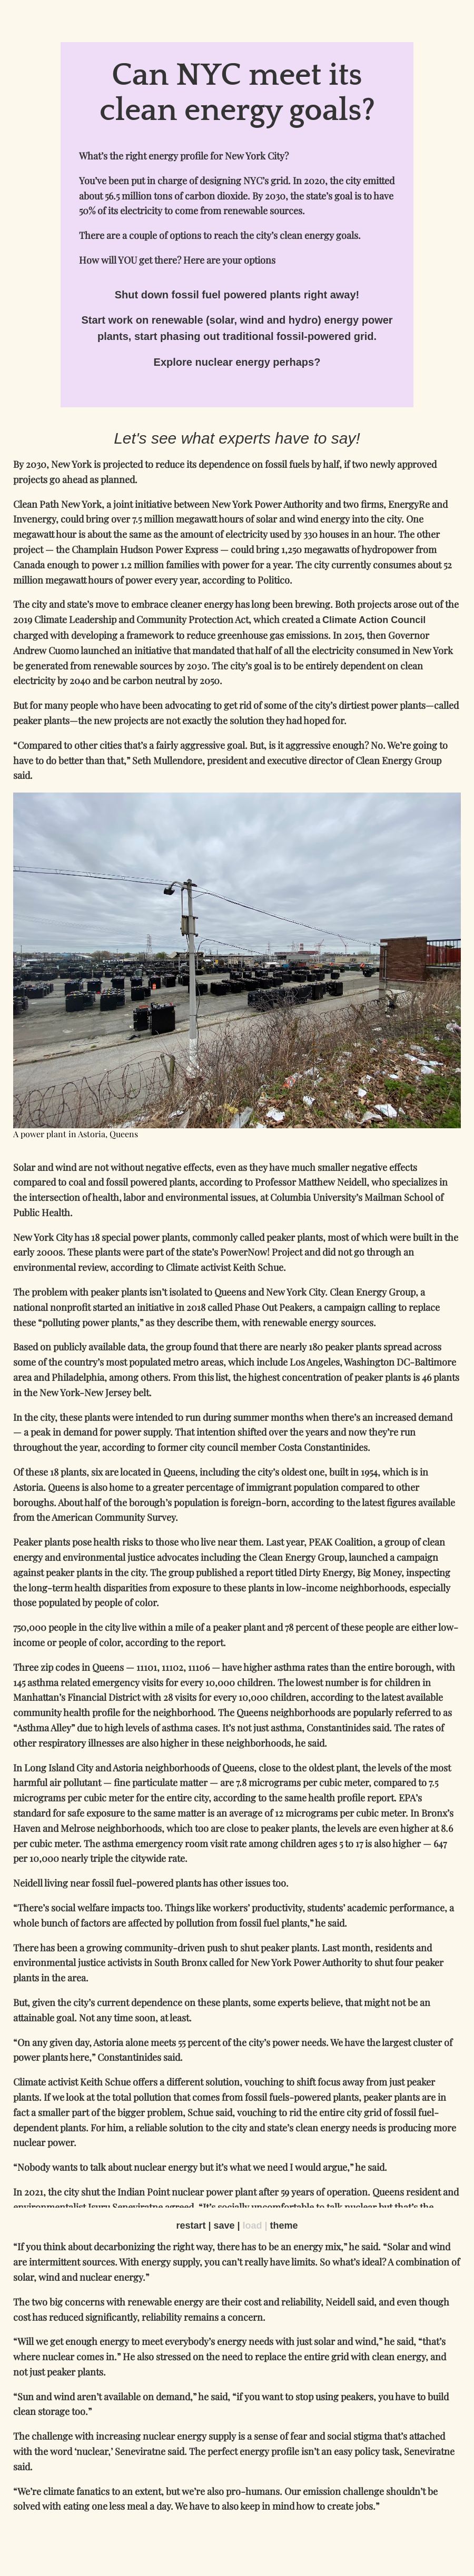 Can NYC meet its
clean energy goals?
What's the right energy profile for New York City?
You've been put in charge of designing NYC's grid. In 2020, the city emitted
about 56.5 million tons of carbon dioxide. By 2030, the state's goal is to have
50% of its electricity to come from renewable sources.
There are a couple of options to reach the city's clean energy goals.
How will YOU get there? Here are your options
Shut down fossil fuel powered plants right away!
Start work on renewable (solar, wind and hydro) energy power
plants, start phasing out traditional fossil-powered grid.
Explore nuclear energy perhaps?
Let's see what experts have to say!
By 2030, New York is projected to reduce its dependence on fossil fuels by half, if two newly approved
projects go ahead as planned.
Clean Path New York, a joint initiative between New York Power Authority and two firms, EnergyRe and
Invenergy, could bring over 7.5 million megawatt hours of solar and wind energy into the city. One
megawatt hour is about the same as the amount of electricity used by 330 houses in an hour. The other
project — the Champlain Hudson Power Express — could bring 1,250 megawatts of hydropower from
Canada enough to power 1.2 million families with power for a year. The city currently consumes about 52
million megawatt hours of power every year, according to Politico.
The city and state's move to embrace cleaner energy has long been brewing. Both projects arose out of the
2019 Climate Leadership and Community Protection Act, which created a Climate Action Council
charged with developing a framework to reduce greenhouse gas emissions. In 2015, then Governor
Andrew Cuomo launched an initiative that mandated that half of all the electricity consumed in New York
be generated from renewable sources by 2030. The city's goal is to be entirely dependent on clean
electricity by 2040 and be carbon neutral by 2050.
But for many people who have been advocating to get rid of some of the city's dirtiest power plants—called
peaker plants—the new projects are not exactly the solution they had hoped for.
“Compared to other cities that's a fairly aggressive goal. But, is it aggressive enough? No. We're going to
have to do better than that,” Seth Mullendore, president and executive director of Clean Energy Group
said.
A power plant in Astoria, Queens
Solar and wind are not without negative effects, even as they have much smaller negative effects
compared to coal and fossil powered plants, according to Professor Matthew Neidell, who specializes in
the intersection of health, labor and environmental issues, at Columbia University's Mailman School of
Public Health.
New York City has 18 special power plants, commonly called peaker plants, most of which were built in the
early 2000s. These plants were part of the state's PowerNow! Project and did not go through an
environmental review, according to Climate activist Keith Schue.
The problem with peaker plants isn't isolated to Queens and New York City. Clean Energy Group, a
national nonprofit started an initiative in 2018 called Phase Out Peakers, a campaign calling to replace
these “polluting power plants,” as they describe them, with renewable energy sources.
Based on publicly available data, the group found that there are nearly 180 peaker plants spread across
some of the country's most populated metro areas, which include Los Angeles, Washington DC-Baltimore
area and Philadelphia, among others. From this list, the highest concentration of peaker plants is 46 plants
in the New York-New Jersey belt.
In the city, these plants were intended to run during summer months when there's an increased demand
— a peak in demand for power supply. That intention shifted over the years and now they're run
throughout the year, according to former city council member Costa Constantinides.
Of these 18 plants, six are located in Queens, including the city's oldest one, built in 1954, which is in
Astoria. Queens is also home to a greater percentage of immigrant population compared to other
boroughs. About half of the borough's population is foreign-born, according to the latest figures available
from the American Community Survey.
Peaker plants pose health risks to those who live near them. Last year, PEAK Coalition, a group of clean
energy and environmental justice advocates including the Clean Energy Group, launched a campaign
against peaker plants in the city. The group published a report titled Dirty Energy, Big Money, inspecting
the long-term health disparities from exposure to these plants in low-income neighborhoods, especially
those populated by people of color.
750,000 people in the city live within a mile of a peaker plant and 78 percent of these people are either low-
income or people of color, according to the report.
Three zip codes in Queens — 11101, 11102, 11106 — have higher asthma rates than the entire borough, with
145 asthma related emergency visits for every 10,000 children. The lowest number is for children in
Manhattan's Financial District with 28 visits for every 10,000 children, according to the latest available
community health profile for the neighborhood. The Queens neighborhoods are popularly referred to as
“Asthma Alley” due to high levels of asthma cases. It's not just asthma, Constantinides said. The rates of
other respiratory illnesses are also higher in these neighborhoods, he said.
In Long Island City and Astoria neighborhoods of Queens, close to the oldest plant, the levels of the most
harmful air pollutant — fine particulate matter — are 7.8 micrograms per cubic meter, compared to 7.5
micrograms per cubic meter for the entire city, according to the same health profile report. EPA's
standard for safe exposure to the same matter is an average of 12 micrograms per cubic meter. In Bronx's
Haven and Melrose neighborhoods, which too are close to peaker plants, the levels are even higher at 8.6
per cubic meter. The asthma emergency room visit rate among children ages 5 to 17 is also higher — 647
per 10,000 nearly triple the citywide rate.
Neidell living near fossil fuel-powered plants has other issues too.
“There's social welfare impacts too. Things like workers' productivity, students' academic performance, a
whole bunch of factors are affected by pollution from fossil fuel plants,” he said.
There has been a growing community-driven push to shut peaker plants. Last month, residents and
environmental justice activists in South Bronx called for New York Power Authority to shut four peaker
plants in the area.
But, given the city's current dependence on these plants, some experts believe, that might not be an
attainable goal. Not any time soon, at least.
“On any given day, Astoria alone meets 55 percent of the city's power needs. We have the largest cluster of
power plants here,” Constantinides said.
Climate activist Keith Schue offers a different solution, vouching to shift focus away from just peaker
plants. If we look at the total pollution that comes from fossil fuels-powered plants, peaker plants are in
fact a smaller part of the bigger problem, Schue said, vouching to rid the entire city grid of fossil fuel-
dependent plants. For him, a reliable solution to the city and state's clean energy needs is producing more
nuclear power.
“Nobody wants to talk about nuclear energy but it's what we need I would argue,” he said.
In 2021, the city shut the Indian Point nuclear power plant after 59 years of operation. Queens resident and
environmentalist Isuru Seneviratne agreed. “It's socially uncomfortable to talk nuclear but that's the
restart | save | load | theme
“If you think about decarbonizing the right way, there has to be an energy mix,” he said. “Solar and wind
are intermittent sources. With energy supply, you can't really have limits. So what's ideal? A combination of
solar, wind and nuclear energy.”
The two big concerns with renewable energy are their cost and reliability, Neidell said, and even though
cost has reduced significantly, reliability remains a concern.
“Will we get enough energy to meet everybody's energy needs with just solar and wind,” he said, “that's
where nuclear comes in.” He also stressed on the need to replace the entire grid with clean energy, and
not just peaker plants.
“Sun and wind aren't available on demand,” he said, “if you want to stop using peakers, you have to build
clean storage too.”
The challenge with increasing nuclear energy supply is a sense of fear and social stigma that's attached
with the word ‘nuclear,’ Seneviratne said. The perfect energy profile isn't an easy policy task, Seneviratne
said.
“We're climate fanatics to an extent, but we're also pro-humans. Our emission challenge shouldn't be
solved with eating one less meal a day. We have to also keep in mind how to create jobs.”